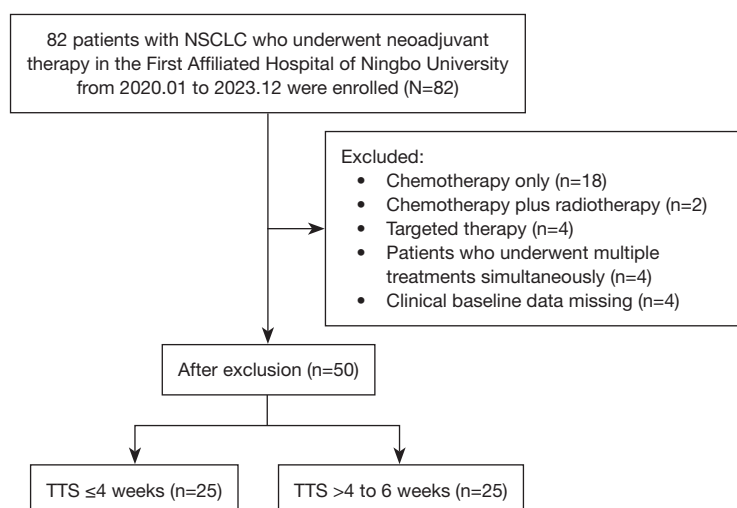 82 patients with NSCLC who underwent neoadjuvant
therapy in the First Affiliated Hospital of Ningbo University
from 2020.01 to 2023.12 were enrolled (N=82)
Excluded:
• Chemotherapy only (n=18)
• Chemotherapy plus radiotherapy (n=2)
• Targeted therapy (n=4)
• Patients who underwent multiple
treatments simultaneously (n=4)
• Clinical baseline data missing (n=4)
After exclusion (n=50)
TTS ≤4 weeks (n=25)
TTS >4 to 6 weeks (n=25)